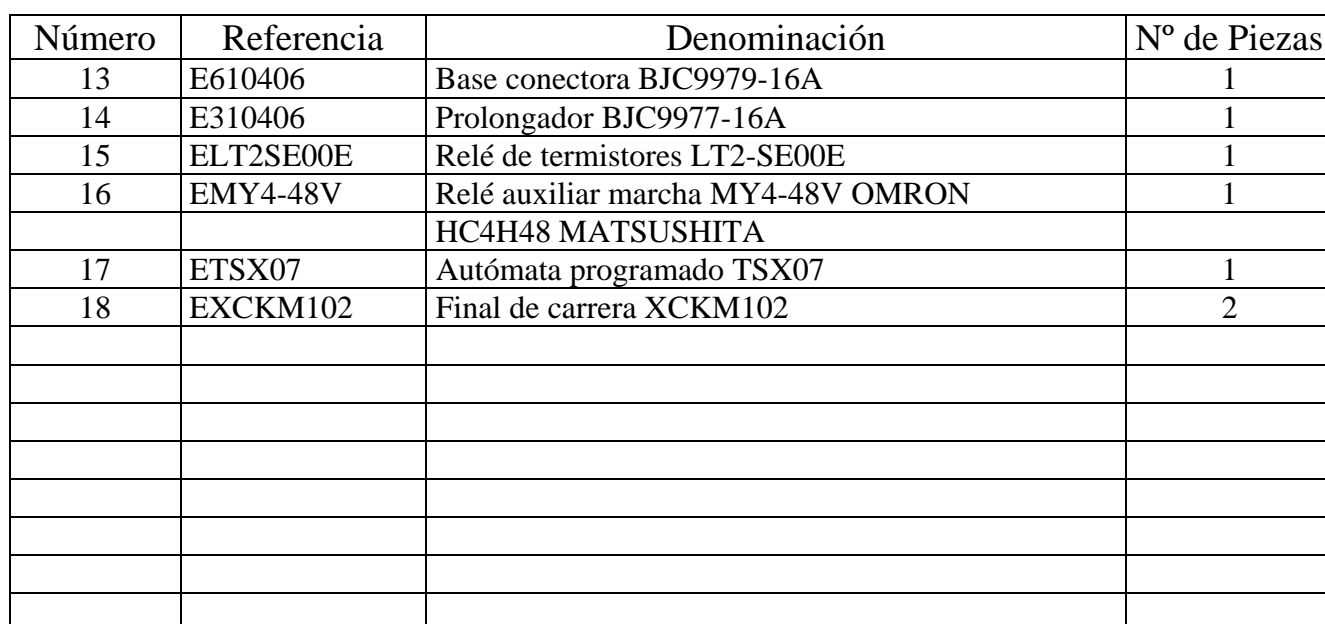 Número Referencia Denominación Nº de Piezas
13 E610406 Base conectora BJC9979-16A 1
14 E310406 Prolongador BJC9977-16A 1
15 ELT2SE00E Relé de termistores LT2-SE00E 1
16 EMY4-48V Relé auxiliar marcha MY4-48V OMRON 1
HC4H48 MATSUSHITA
17 ETSX07 Autómata programado TSX07 1
18 EXCKM102 Final de carrera XCKM102 2